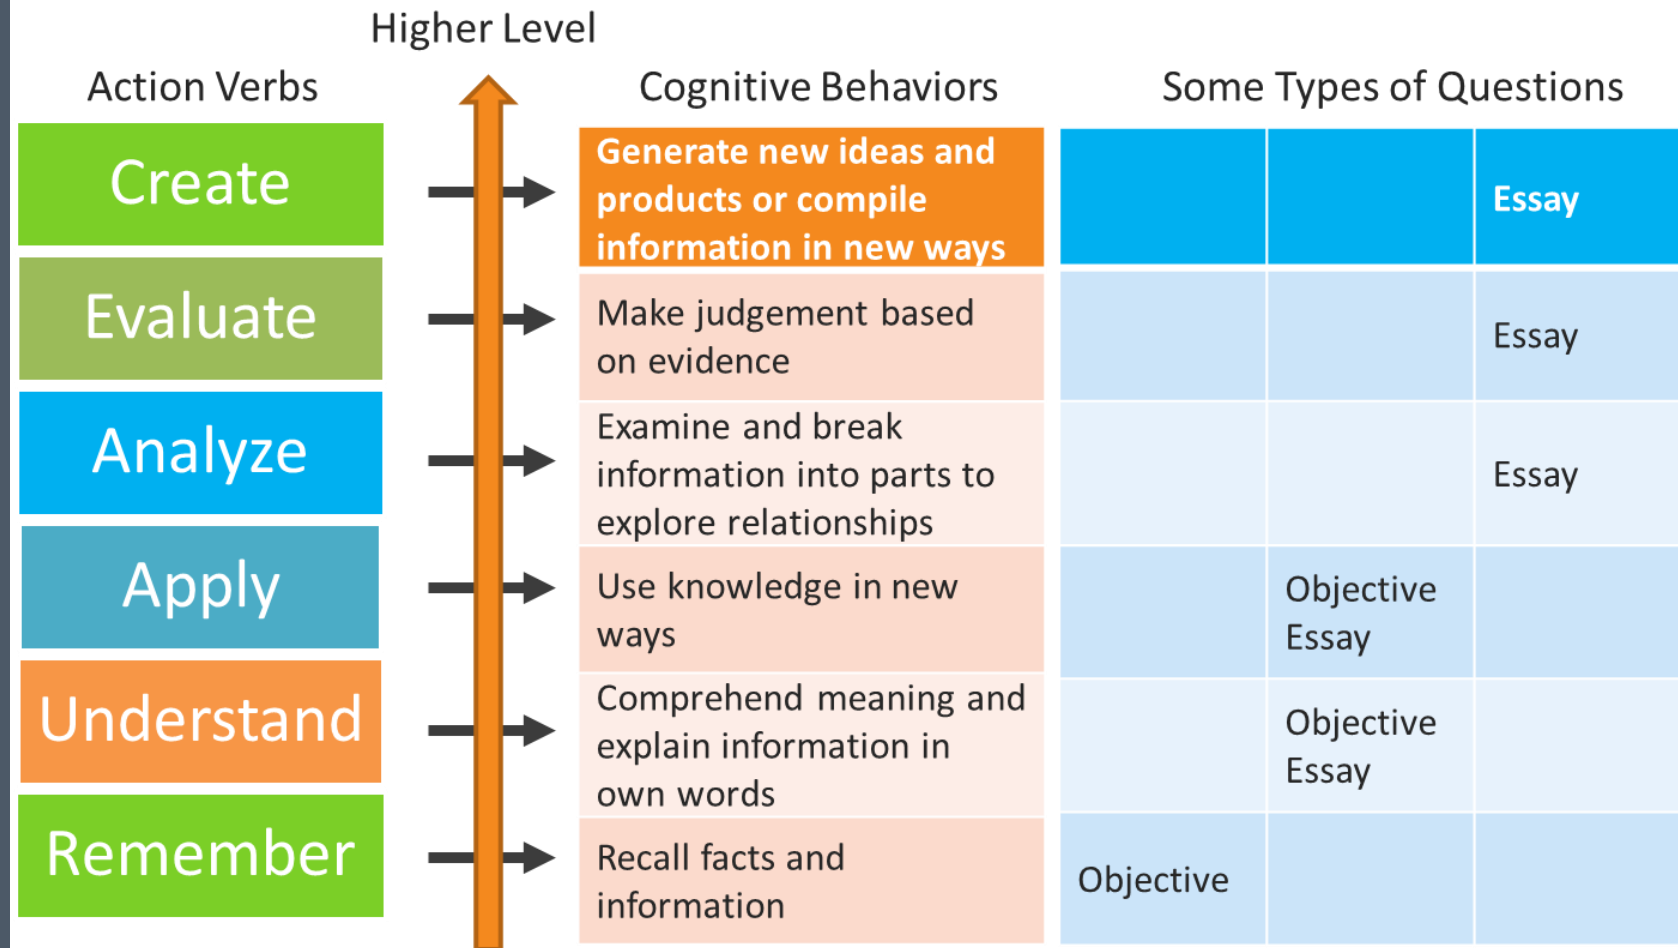 Higher Level
Action Verbs
Cognitive Behaviors
Some Types of Questions
Create
Generate new ideas and
products or compile
information in new ways
Essay
Evaluate
Make judgement based
on evidence
Essay
Analyze
Examine and break
information into parts to
explore relationships
Essay
Apply
Use knowledge in new
ways
Objective
Essay
Understand
Comprehend meaning and
explain information in
own words
Objective
Essay
Remember
Recall facts and
information
Objective